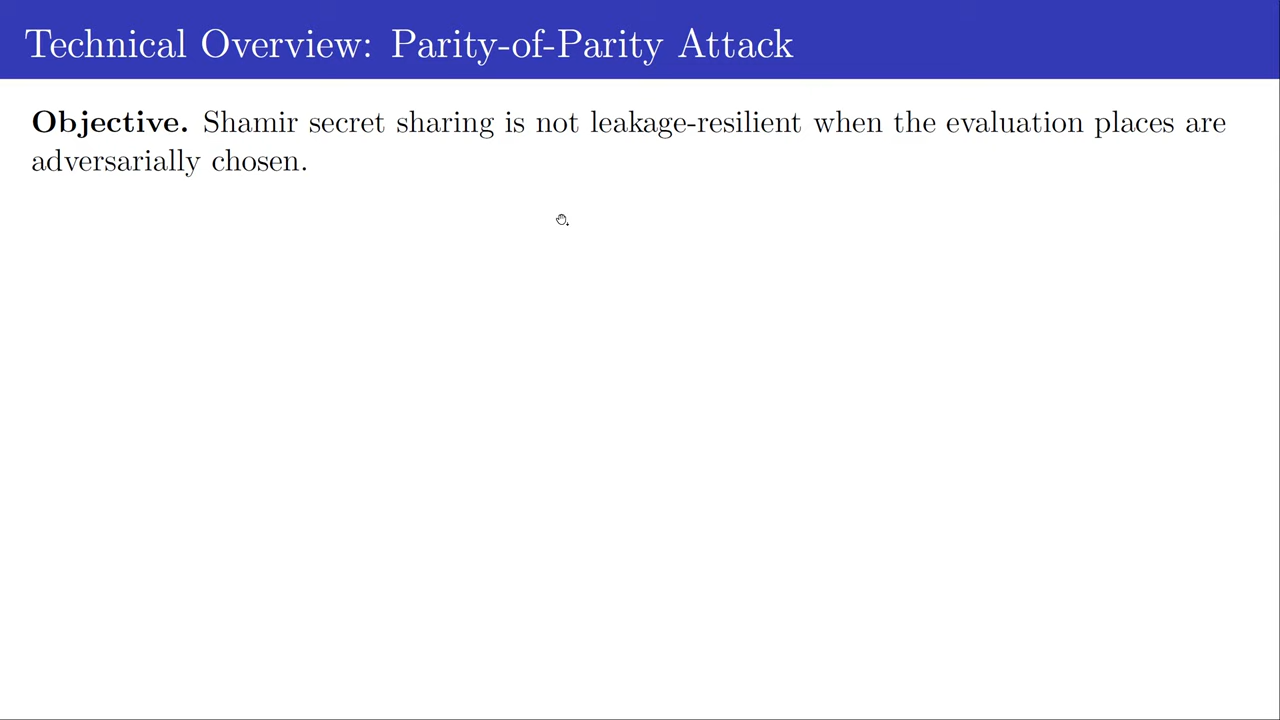 Technical Overview: Parity-of-Parity Attack
Objective. Shamir secret sharing is not leakage-resilient when the evaluation places are
adversarially chosen.